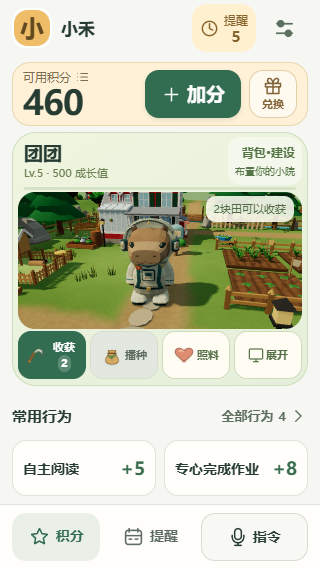 小 小禾
提醒
5
可用积分
460
+ 加分
兑换
团团
Lv.5 · 500 成长值
背包•建设
布置你的小院
2块田可以收获
收获
2
播种
照料
展开
常用行为
全部行为 4
自主阅读 +5
专心完成作业 +8
积分
提醒
指令